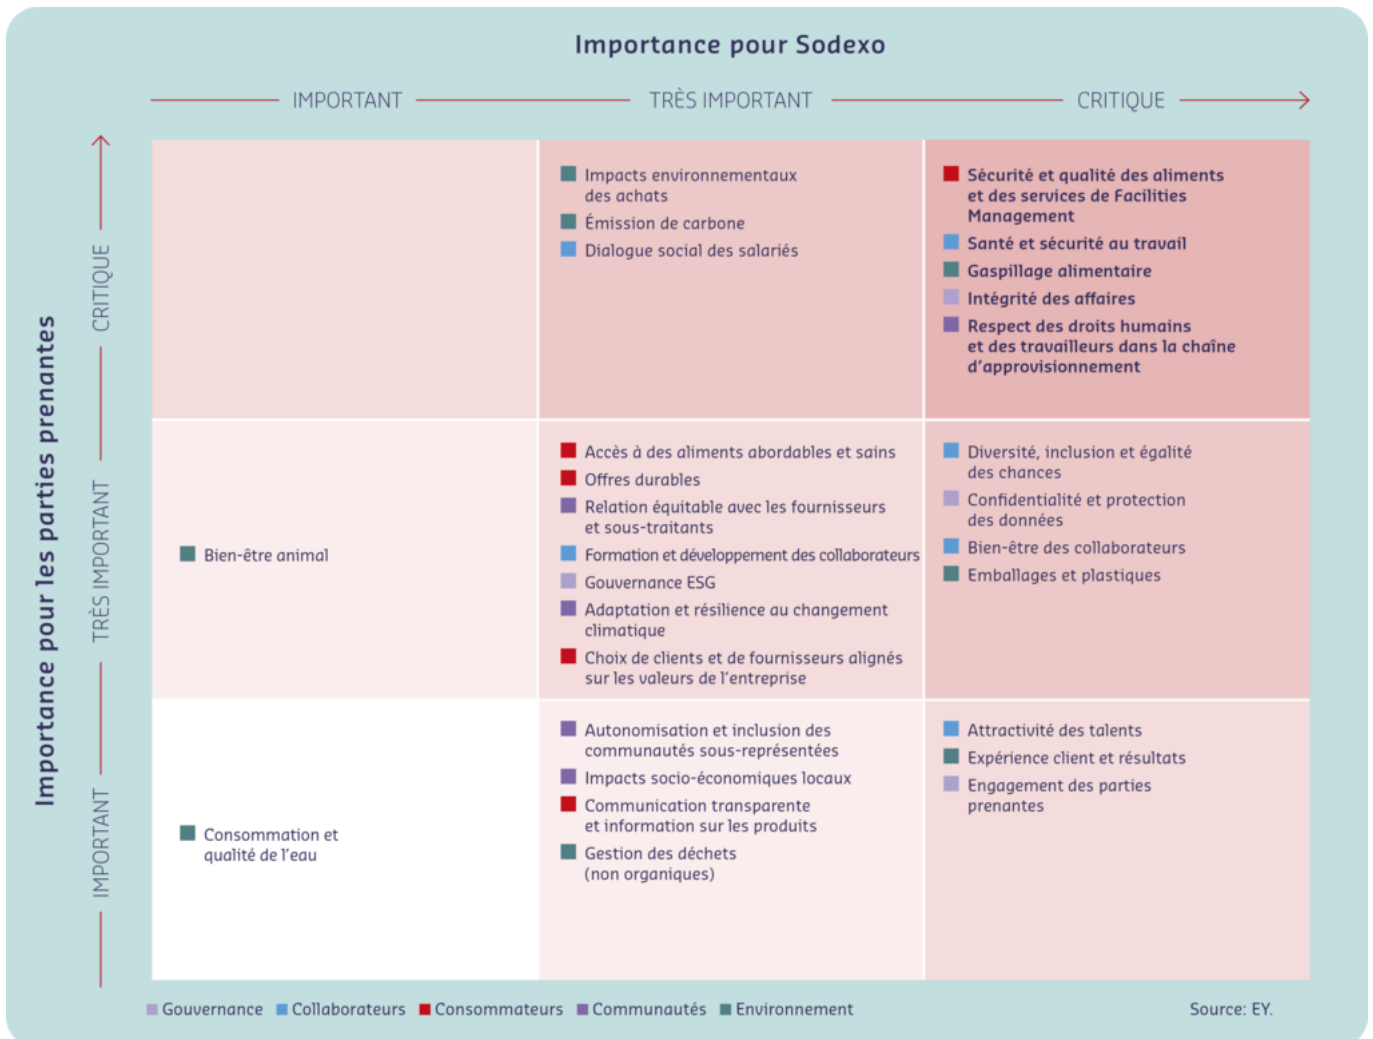 Importance pour Sodexo
IMPORTANT
TRÈS IMPORTANT
CRITIQUE
Importance pour les parties prenantes
CRITIQUE
TRÈS IMPORTANT
IMPORTANT
Impacts environnementaux
des achats
Émission de carbone
Dialogue social des salariés
Sécurité et qualité des aliments
et des services de Facilities
Management
Santé et sécurité au travail
Gaspillage alimentaire
Intégrité des affaires
Respect des droits humains
et des travailleurs dans la chaîne
d'approvisionnement
Bien-être animal
Accès à des aliments abordables et sains
Offres durables
Relation équitable avec les fournisseurs
et sous-traitants
Formation et développement des collaborateurs
Gouvernance ESG
Adaptation et résilience au changement
climatique
Choix de clients et de fournisseurs alignés
sur les valeurs de l'entreprise
Diversité, inclusion et égalité
des chances
Confidentialité et protection
des données
Bien-être des collaborateurs
Emballages et plastiques
Consommation et
qualité de l'eau
Autonomisation et inclusion des
communautés sous-représentées
Impacts socio-économiques locaux
Communication transparente
et information sur les produits
Gestion des déchets
(non organiques)
Attractivité des talents
Expérience client et résultats
Engagement des parties
prenantes
Gouvernance Collaborateurs Consommateurs Communautés Environnement
Source: EY.